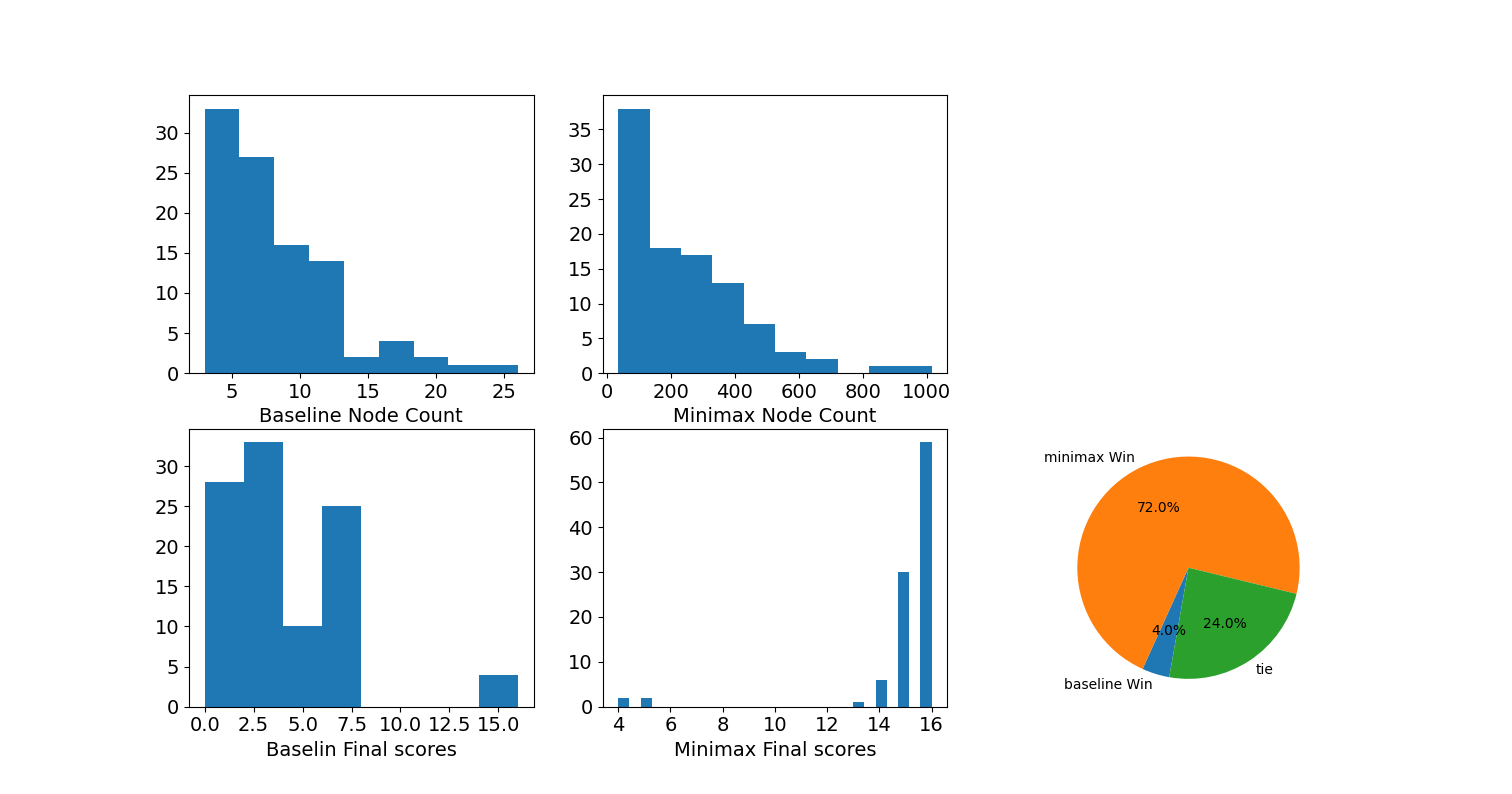 30
25
20
15
10
5
0
5 10 15 20 25
Baseline Node Count
35
30
25
20
15
10
5
0
0 200 400 600 800 1000
Minimax Node Count
30
25
20
15
10
5
0
0.0 2.5 5.0 7.5 10.0 12.5 15.0
Baselin Final scores
60
50
40
30
20
10
0
4 6 8 10 12 14 16
Minimax Final scores
minimax Win
72.0%
4.0%
24.0%
baseline Win
tie